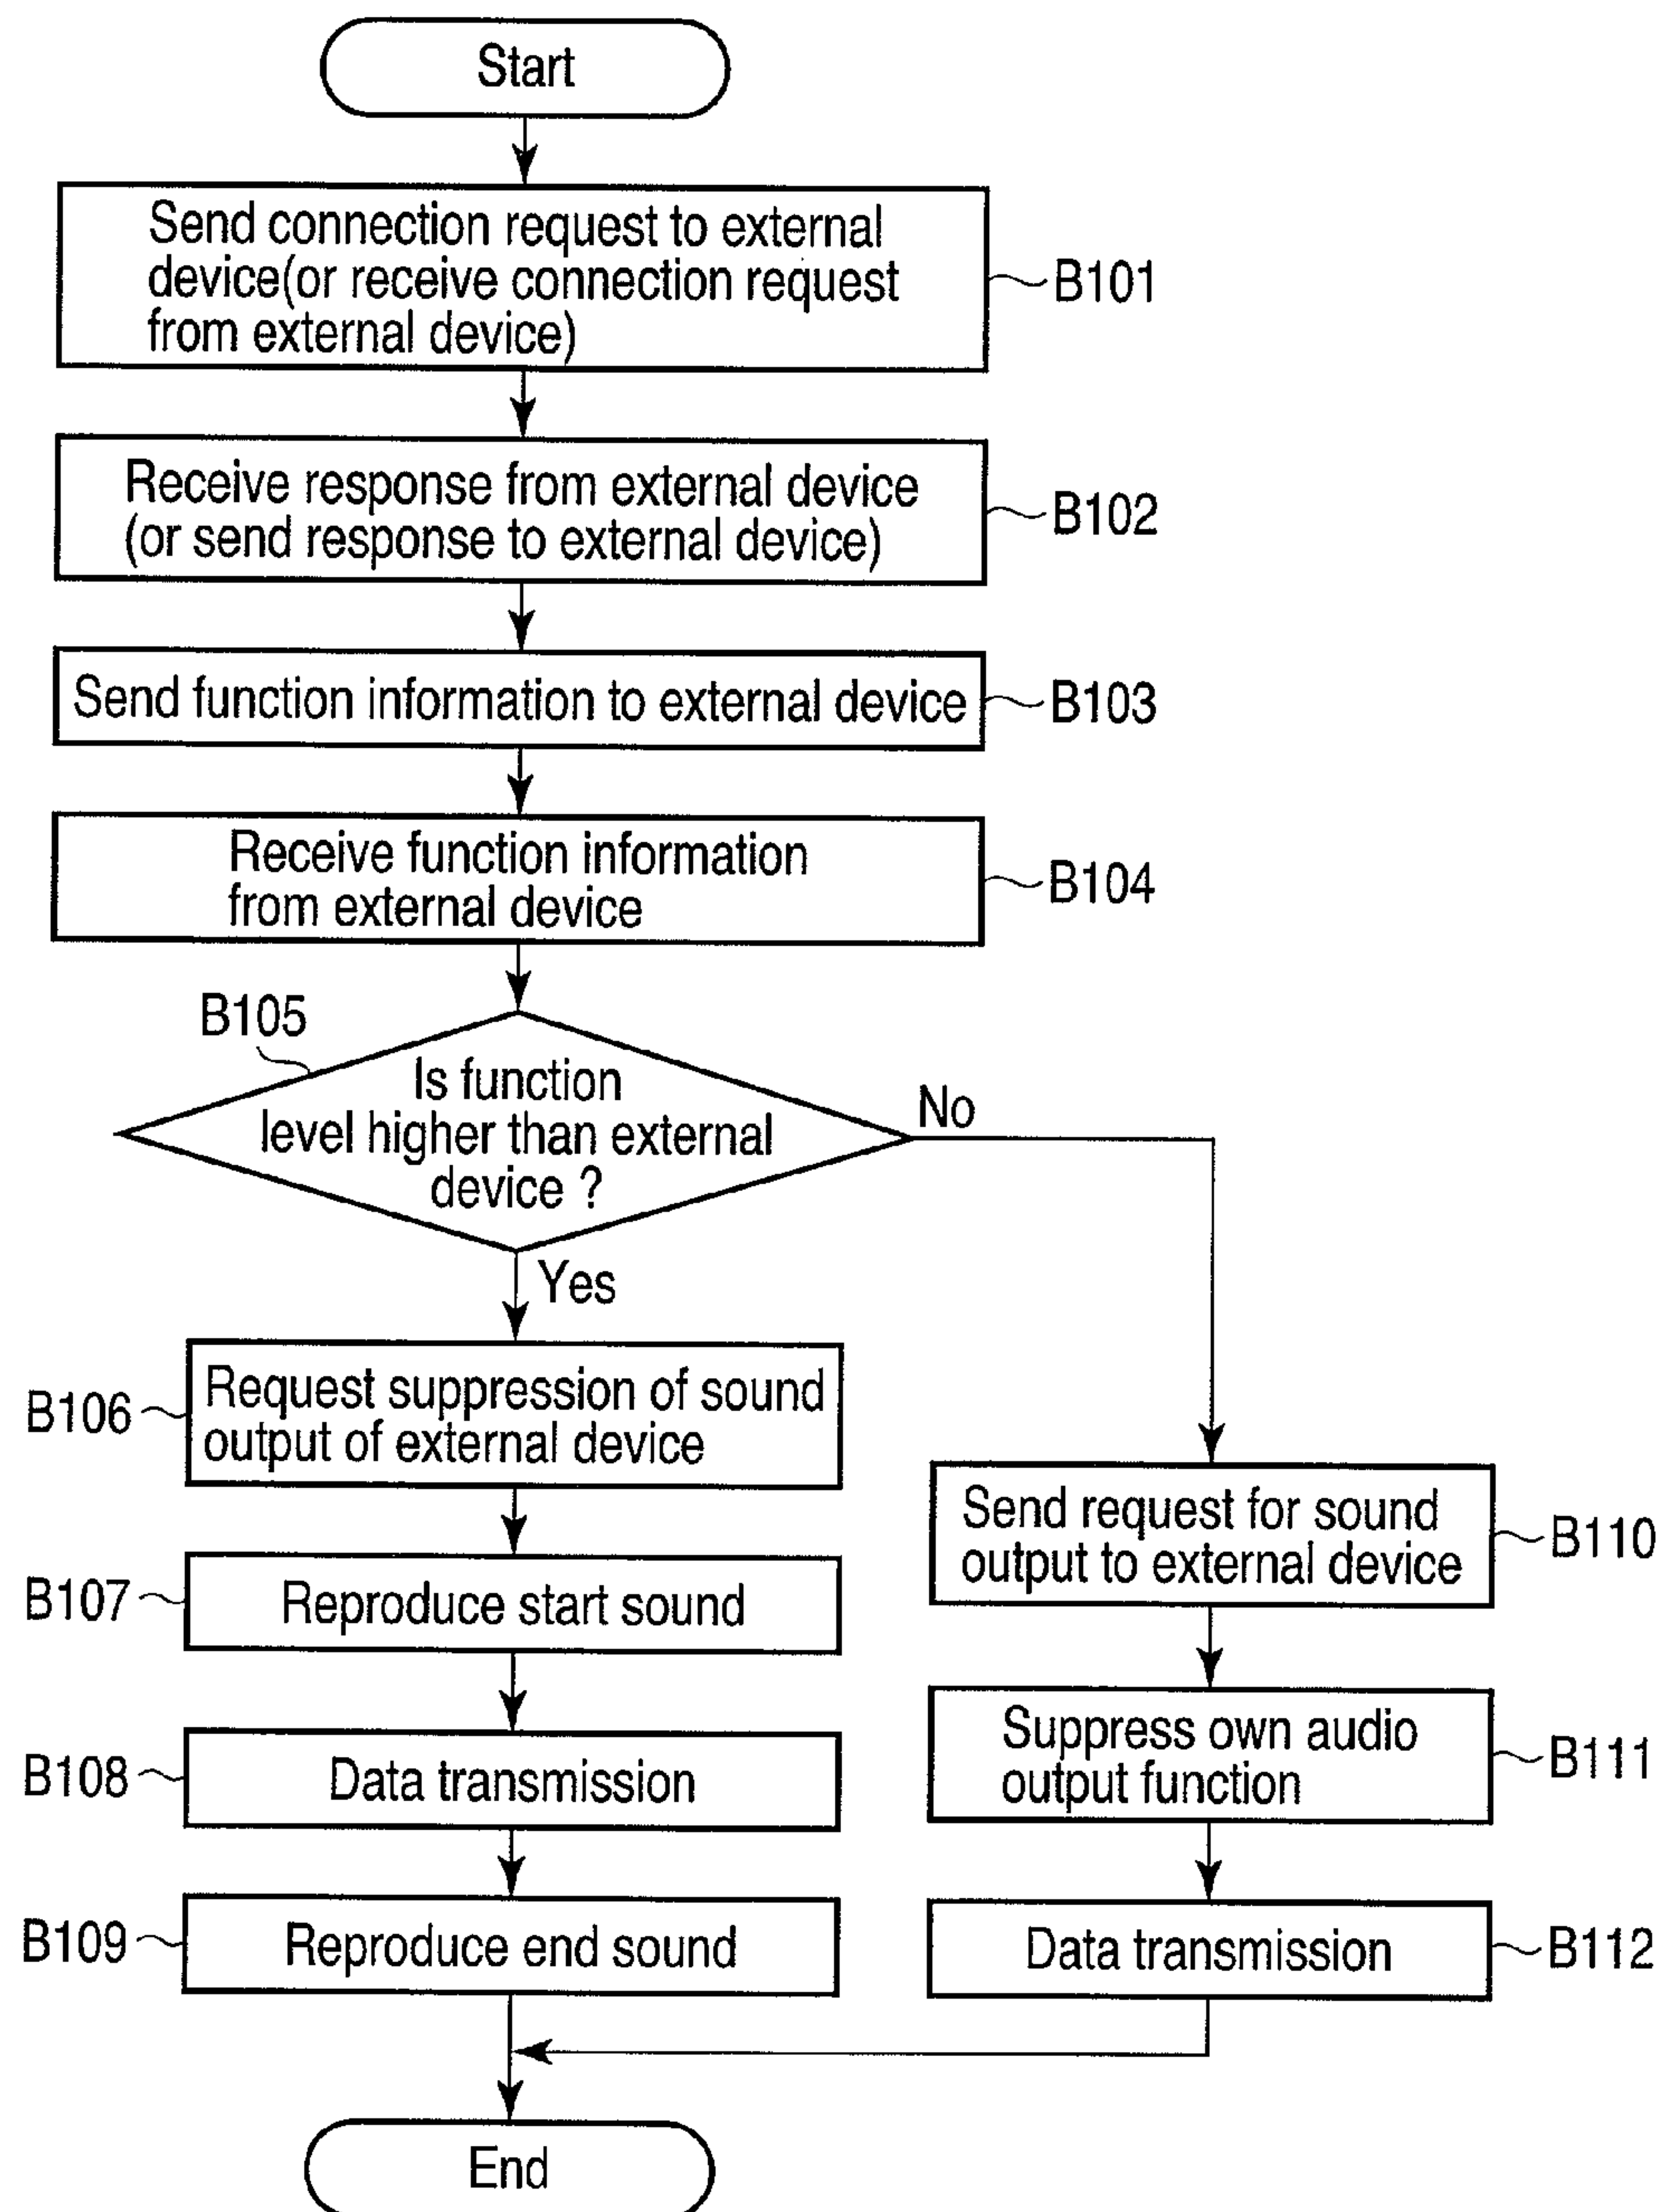 Start
Send connection request to external
device(or receive connection request
from external device)
B101
Receive response from external device
(or send response to external device)
B102
Send function information to external device
B103
Receive function information
from external device
B104
B105
Is function
level higher than external
device ?
No
Yes
B106
Request suppression of sound
output of external device
B107
Reproduce start sound
B108
Data transmission
B109
Reproduce end sound
Send request for sound
output to external device
B110
Suppress own audio
output function
B111
Data transmission
B112
End